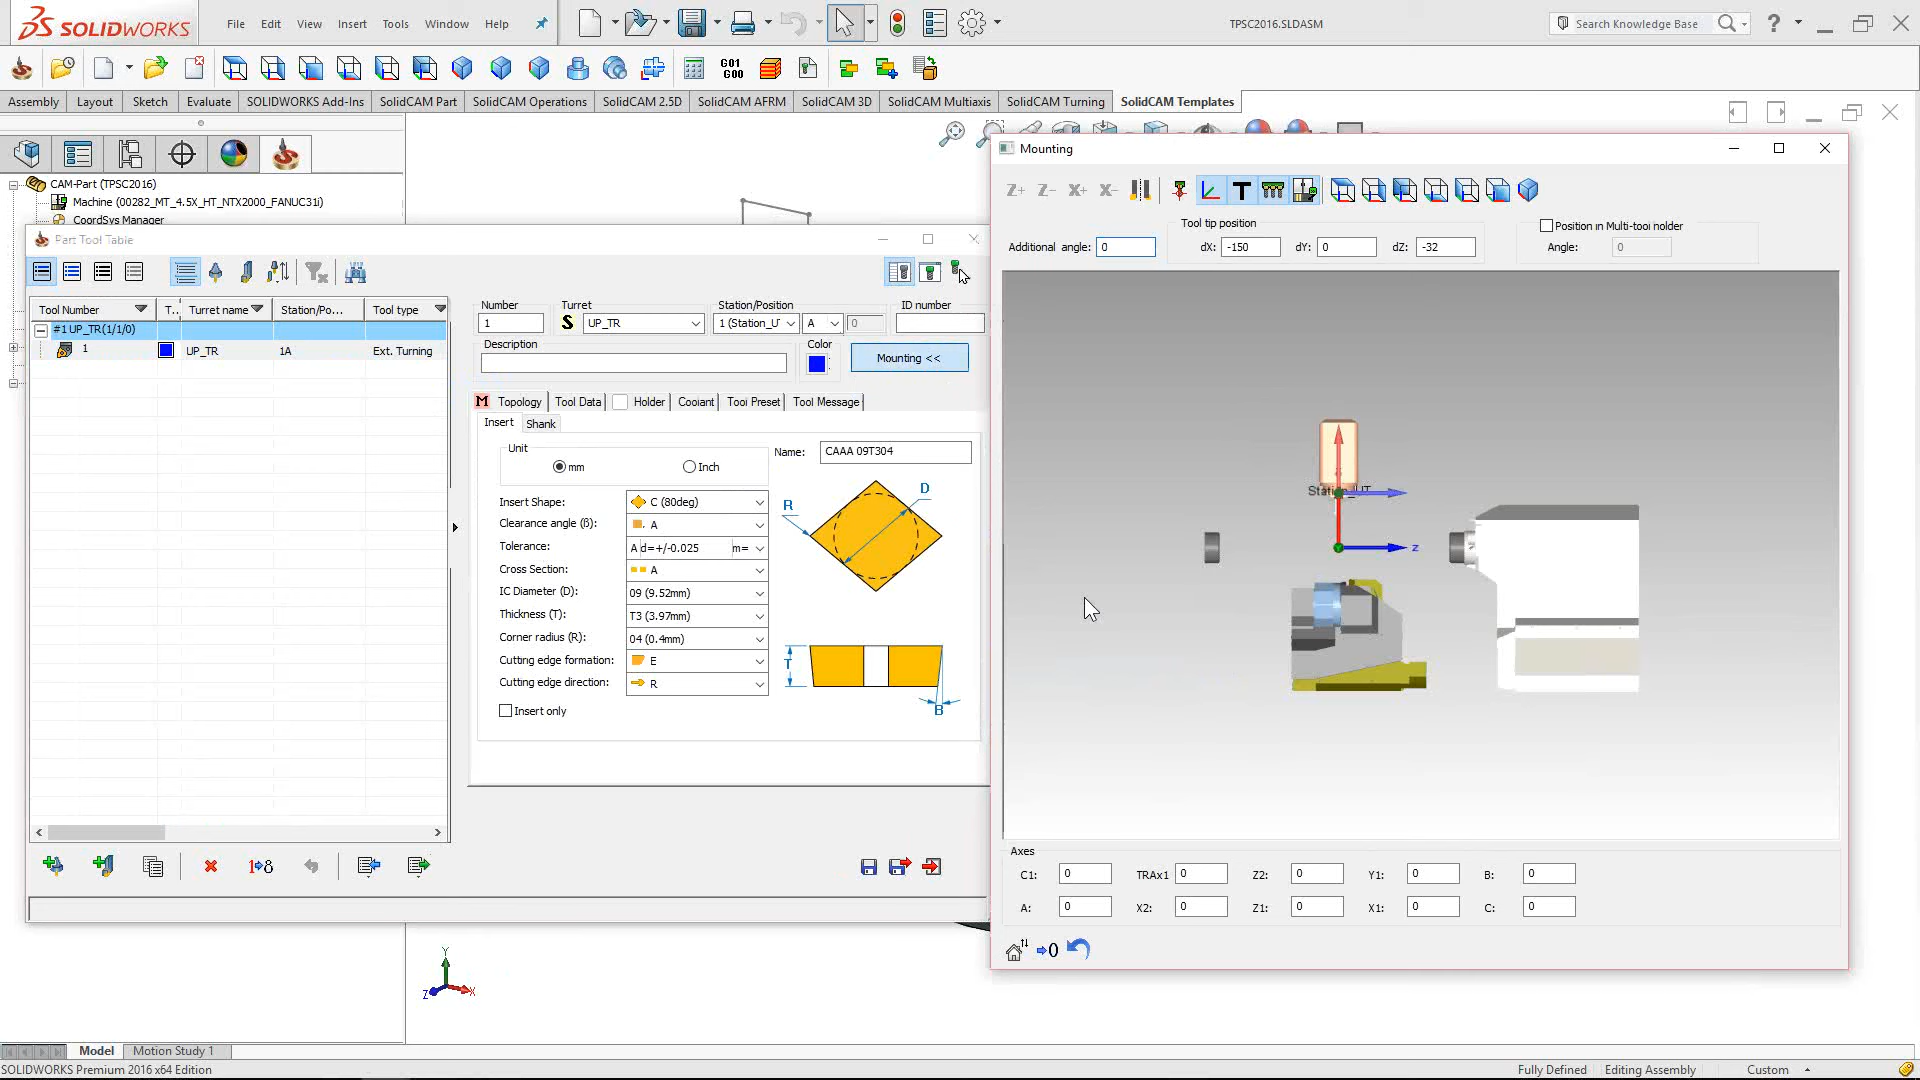 SOLIDWORKS
File Edit View Insert Tools Window Help
TPSC2016.SLDASM
Search Knowledge Base
G01
G00
Assembly Layout Sketch Evaluate SOLIDWORKS Add-Ins SolidCAM Part SolidCAM Operations SolidCAM 2.5D SolidCAM AFRM SolidCAM 3D SolidCAM Multiaxis SolidCAM Turning SolidCAM Templates
CAM-Part (TPSC2016)
Machine (00282_MT_4.5X_HT_NTX2000_FANUC31i)
CoordSys Manager
Part Tool Table
Tool Number T.. Turret name Station/Po... Tool type
#1 UP_TR(1/1/0)
1 UP_TR 1A Ext. Turning
Number Turret Station/Position ID number
1 S UP_TR 1 (Station_UT A 0
Description Color
Mounting <<
M Topology Tool Data Holder Coolant Tool Preset Tool Message
Insert Shank
Unit
mm Inch
Name: CAAA 09T304
Insert Shape: C (80deg)
Clearance angle (ß): A
Tolerance: A d=+/-0.025 m=
Cross Section: A
IC Diameter (D): 09 (9.52mm)
Thickness (T): T3 (3.97mm)
Corner radius (R): 04 (0.4mm)
Cutting edge formation: E
Cutting edge direction: R
Insert only
R D
T
B
1 8
Mounting
Z+ Z- X+ X-
Tool tip position
Additional angle: 0 dX: -150 dY: 0 dZ: -32
Position in Multi-tool holder
Angle: 0
Station_UT
Z
Axes
C1: 0 TRAx1 0 Z2: 0 Y1: 0 B: 0
A: 0 X2: 0 Z1: 0 X1: 0 C: 0
0
Y
Z X
Model Motion Study 1
SOLIDWORKS Premium 2016 x64 Edition
Fully Defined Editing Assembly Custom